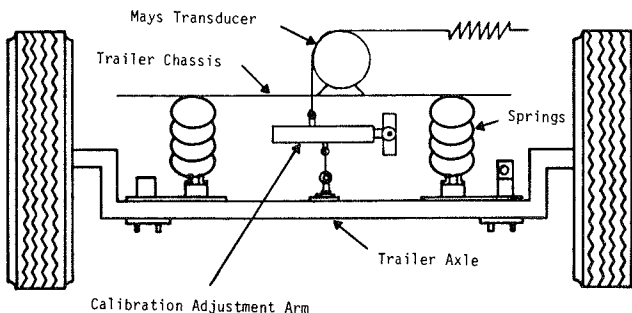 Mays Transducer
Trailer Chassis
Springs
Trailer Axle
Calibration Adjustment Arm